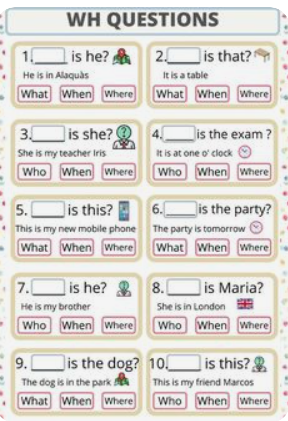 WH QUESTIONS
1.____ is he?
He is in Alaquàs
What When Where
2.____ is that?
It is a table
What When Where
3.____ is she?
She is my teacher Iris
Who When Where
4.____ is the exam ?
It is at one o' clock
Who When Where
5.____ is this?
This is my new mobile phone
What When Where
6.____ is the party?
The party is tomorrow
What When Where
7.____ is he?
He is my brother
Who When Where
8.____ is Maria?
She is in London
Who When Where
9.____ is the dog?
The dog is in the park
What When Where
10.____ is this?
This is my friend Marcos
Who When Where